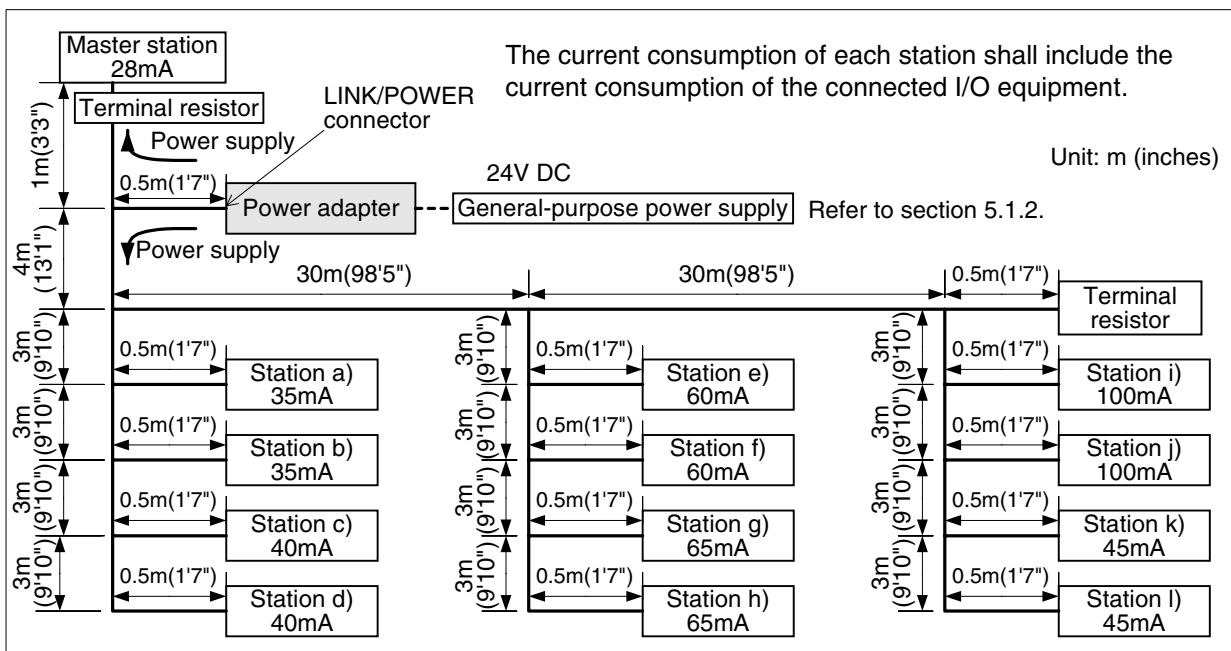 Master station
28mA
The current consumption of each station shall include the
current consumption of the connected I/O equipment.
Terminal resistor
LINK/POWER
connector
Power supply
1m(3'3")
Unit: m (inches)
0.5m(1'7")
24V DC
Power adapter
General-purpose power supply
Refer to section 5.1.2.
Power supply
4m
(13'1")
30m(98'5")
30m(98'5")
0.5m(1'7")
Terminal
resistor
3m
(9'10")
0.5m(1'7")
Station a)
35mA
3m
(9'10")
0.5m(1'7")
Station e)
60mA
3m
(9'10")
0.5m(1'7")
Station i)
100mA
3m
(9'10")
0.5m(1'7")
Station b)
35mA
3m
(9'10")
0.5m(1'7")
Station f)
60mA
3m
(9'10")
0.5m(1'7")
Station j)
100mA
3m
(9'10")
0.5m(1'7")
Station c)
40mA
3m
(9'10")
0.5m(1'7")
Station g)
65mA
3m
(9'10")
0.5m(1'7")
Station k)
45mA
3m
(9'10")
0.5m(1'7")
Station d)
40mA
3m
(9'10")
0.5m(1'7")
Station h)
65mA
3m
(9'10")
0.5m(1'7")
Station l)
45mA